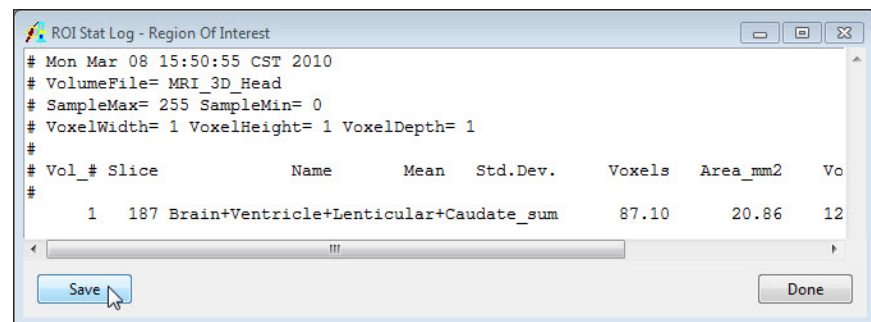 ROI Stat Log - Region Of Interest
# Mon Mar 08 15:50:55 CST 2010
# VolumeFile= MRI_3D_Head
# SampleMax= 255 SampleMin= 0
# VoxelWidth= 1 VoxelHeight= 1 VoxelDepth= 1
#
# Vol_# Slice Name Mean Std.Dev. Voxels Area_mm2 Vo
#
1 187 Brain+Ventricle+Lenticular+Caudate_sum 87.10 20.86 12
Save Done